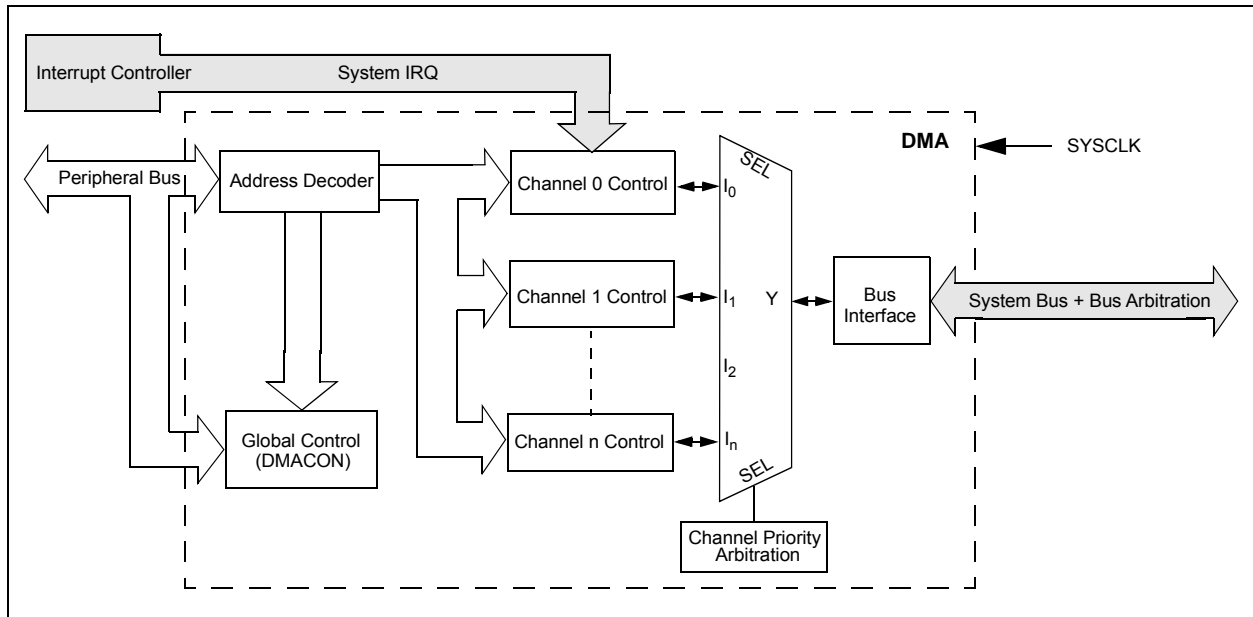 Interrupt Controller
System IRQ
DMA
SYSCLK
SEL
Peripheral Bus
Address Decoder
Channel 0 Control
I0
Channel 1 Control
I1
Y
Bus
Interface
System Bus + Bus Arbitration
I2
Global Control
(DMACON)
Channel n Control
In
SEL
Channel Priority
Arbitration